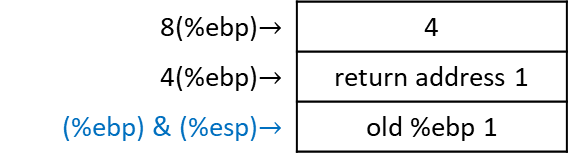 8(%ebp)→ 4
4(%ebp)→ return address 1
(%ebp) & (%esp)→ old %ebp 1